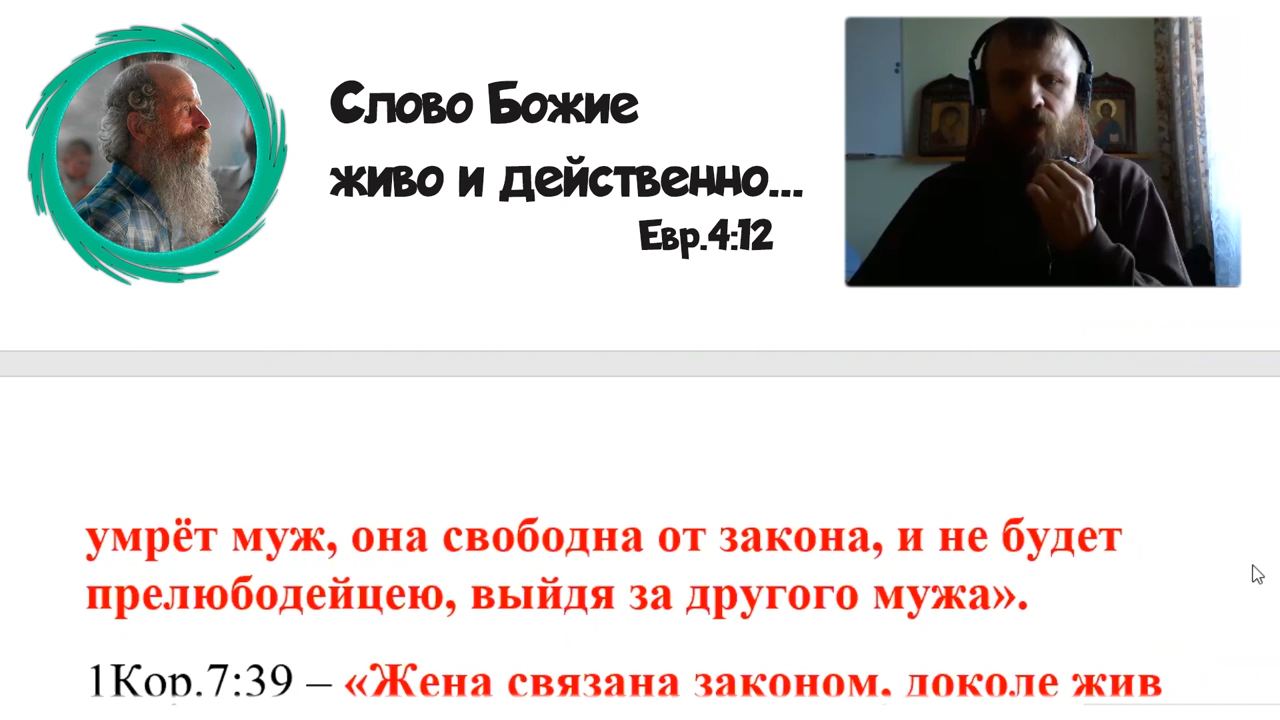 Слово Божие
живо и действенно...
Евр.4:12
умрёт муж, она свободна от закона, и не будет
прелюбодейцею, выйдя за другого мужа».
1Кор.7:39 – «Жена связана законом, доколе жив